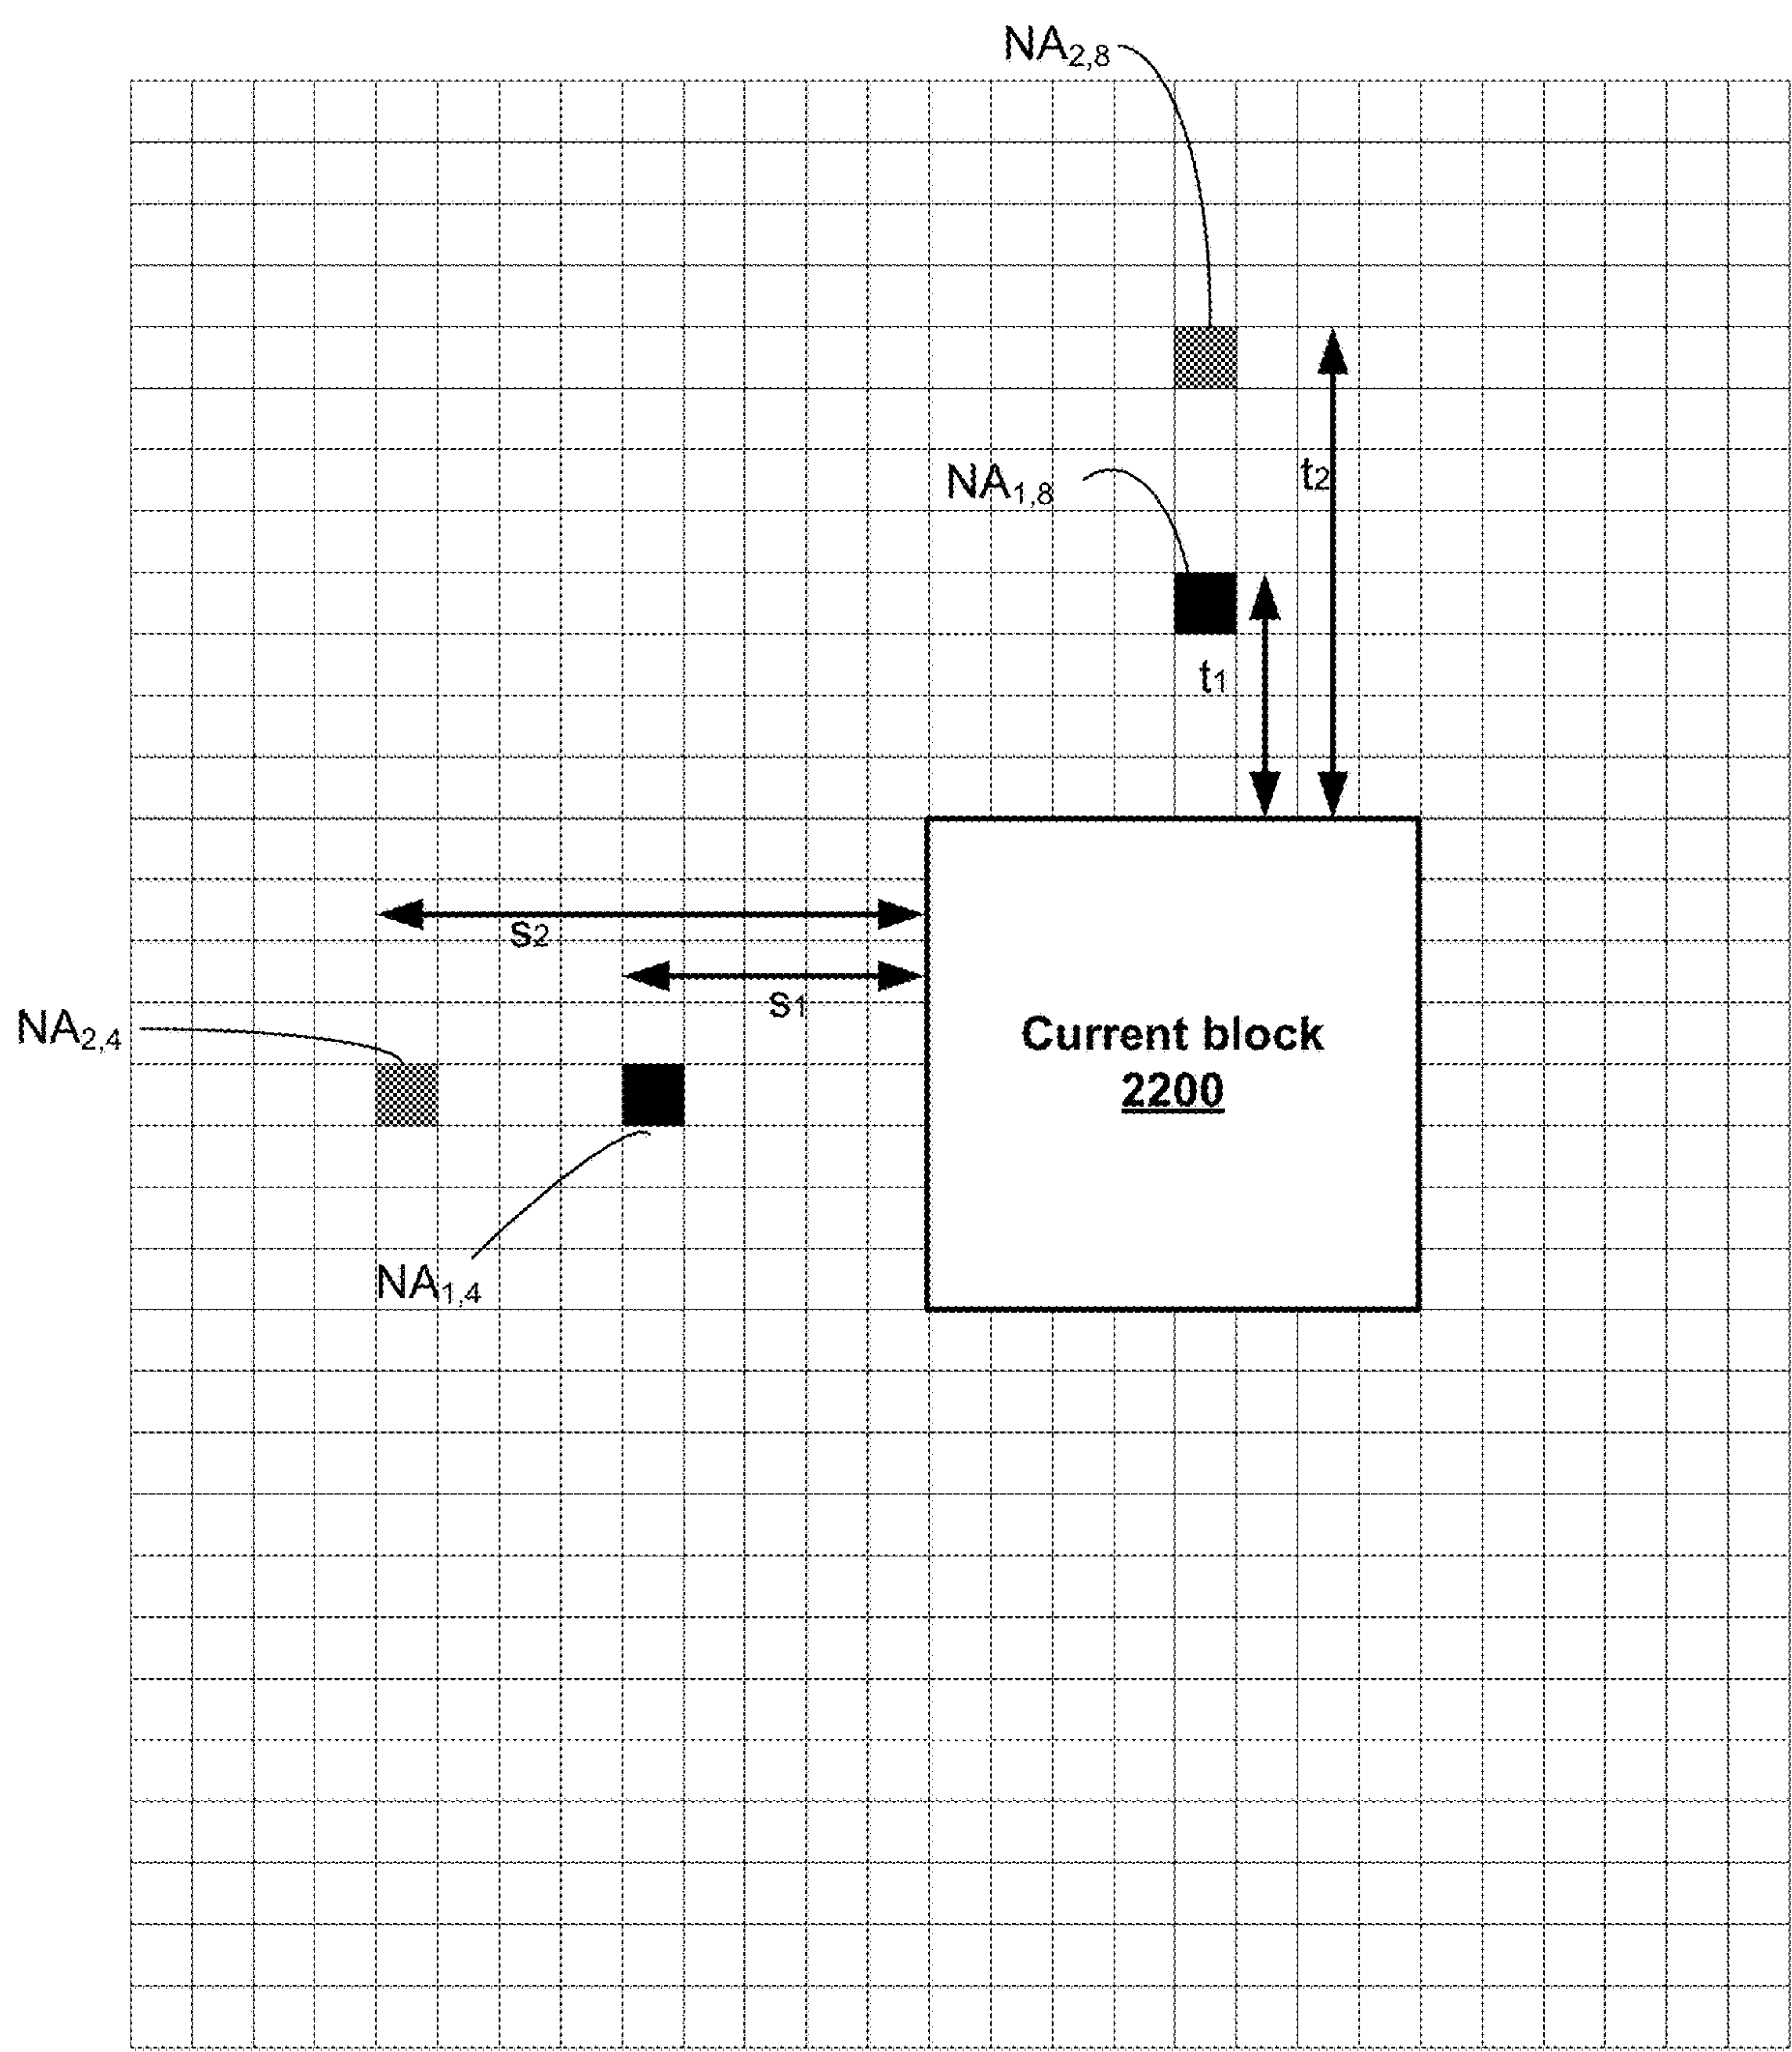 NA2,8
NA1,8
t2
t1
s2
s1
NA2,4
Current block
2200
NA1,4